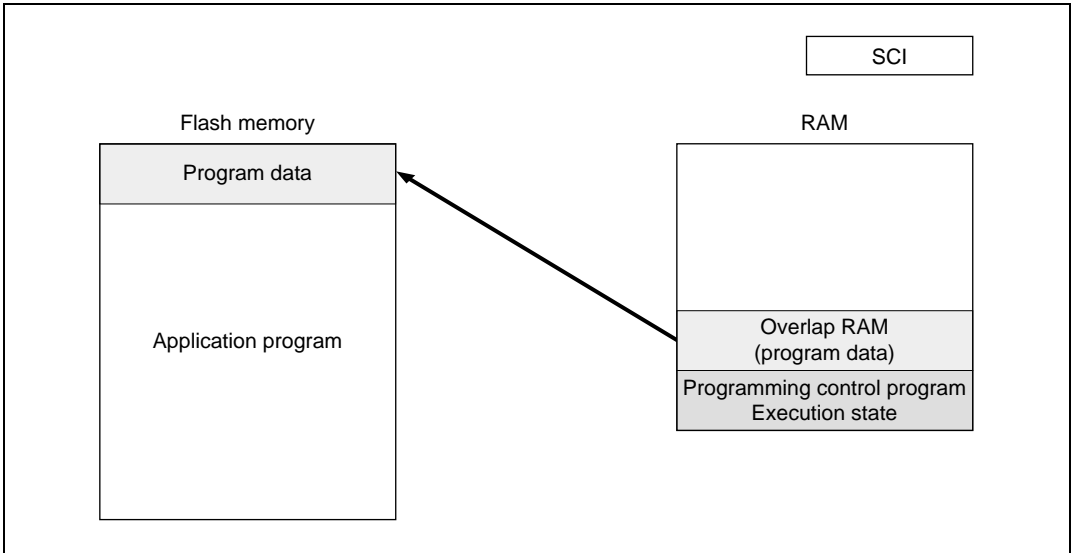 SCI
Flash memory
RAM
Program data
Application program
Overlap RAM
(program data)
Programming control program
Execution state